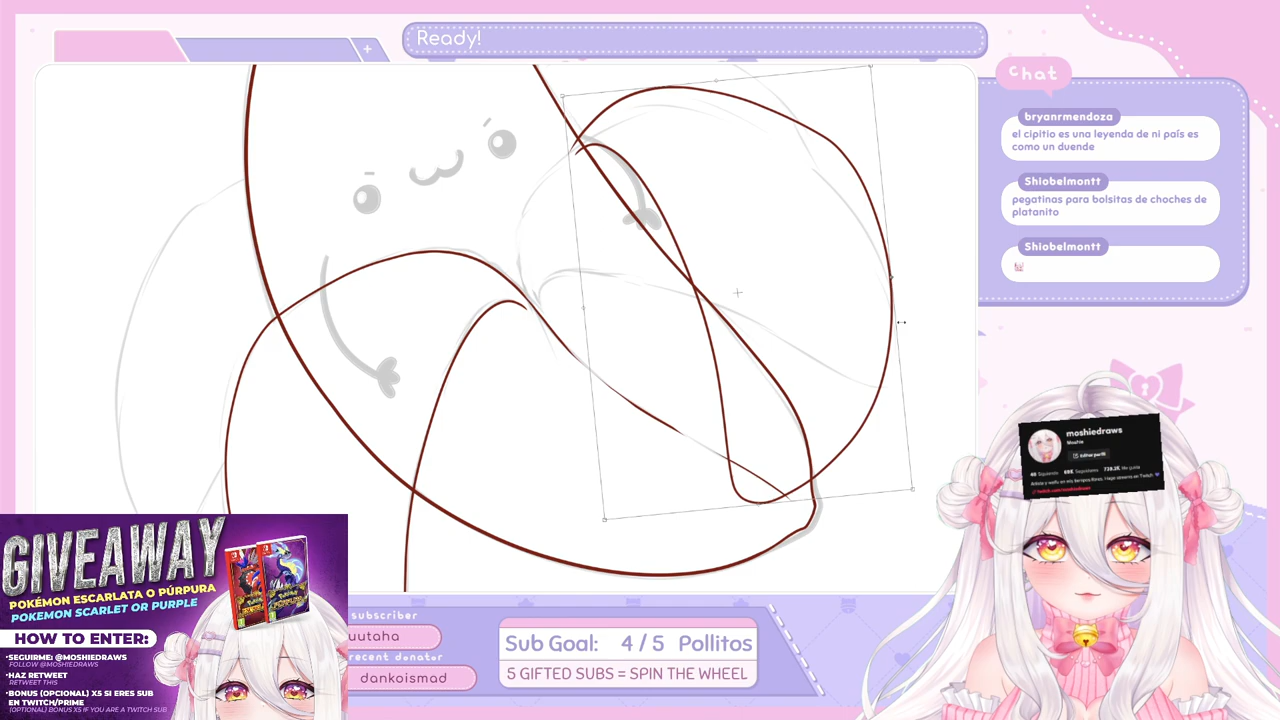 Ready!
+
chat
bryanrmendoza
el cipitio es una leyenda de ni país es
como un duende
Shiobelmontt
pegatinas para bolsitas de choches de
platanito
Shiobelmontt
moshiedraws
Moshie
Editar perfil
GIVEAWAY
POKÉMON ESCARLATA O PÚRPURA
POKEMON SCARLET OR PURPLE
HOW TO ENTER:
•SEGUIRME: @MOSHIEDRAWS
FOLLOW @MOSHIEDRAWS
•HAZ RETWEET
RETWEET THIS
•BONUS (OPCIONAL) X5 SI ERES SUB
EN TWITCH/PRIME
(OPTIONAL) BONUS X5 IF YOU ARE A TWITCH SUB
subscriber
uutaha
recent donator
dankoismad
Sub Goal: 4 / 5 Pollitos
5 GIFTED SUBS = SPIN THE WHEEL